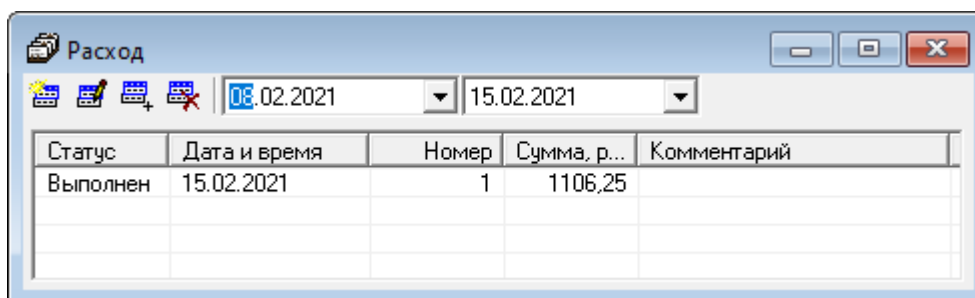 Расход
08.02.2021 15.02.2021
Статус Дата и время Номер Сумма, р... Комментарий
Выполнен 15.02.2021 1 1106,25